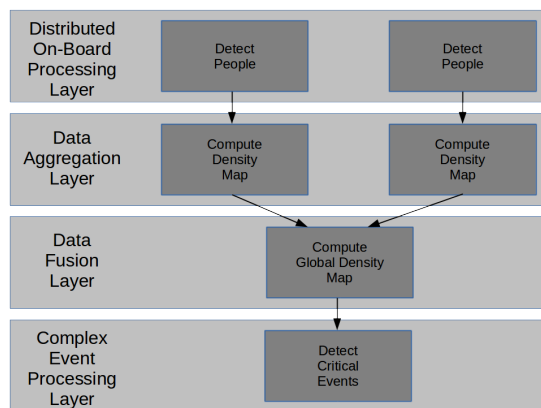 Distributed
On-Board
Processing
Layer
Detect
People
Detect
People
Data
Aggregation
Layer
Compute
Density
Map
Compute
Density
Map
Data
Fusion
Layer
Compute
Global Density
Map
Complex
Event
Processing
Layer
Detect
Critical
Events